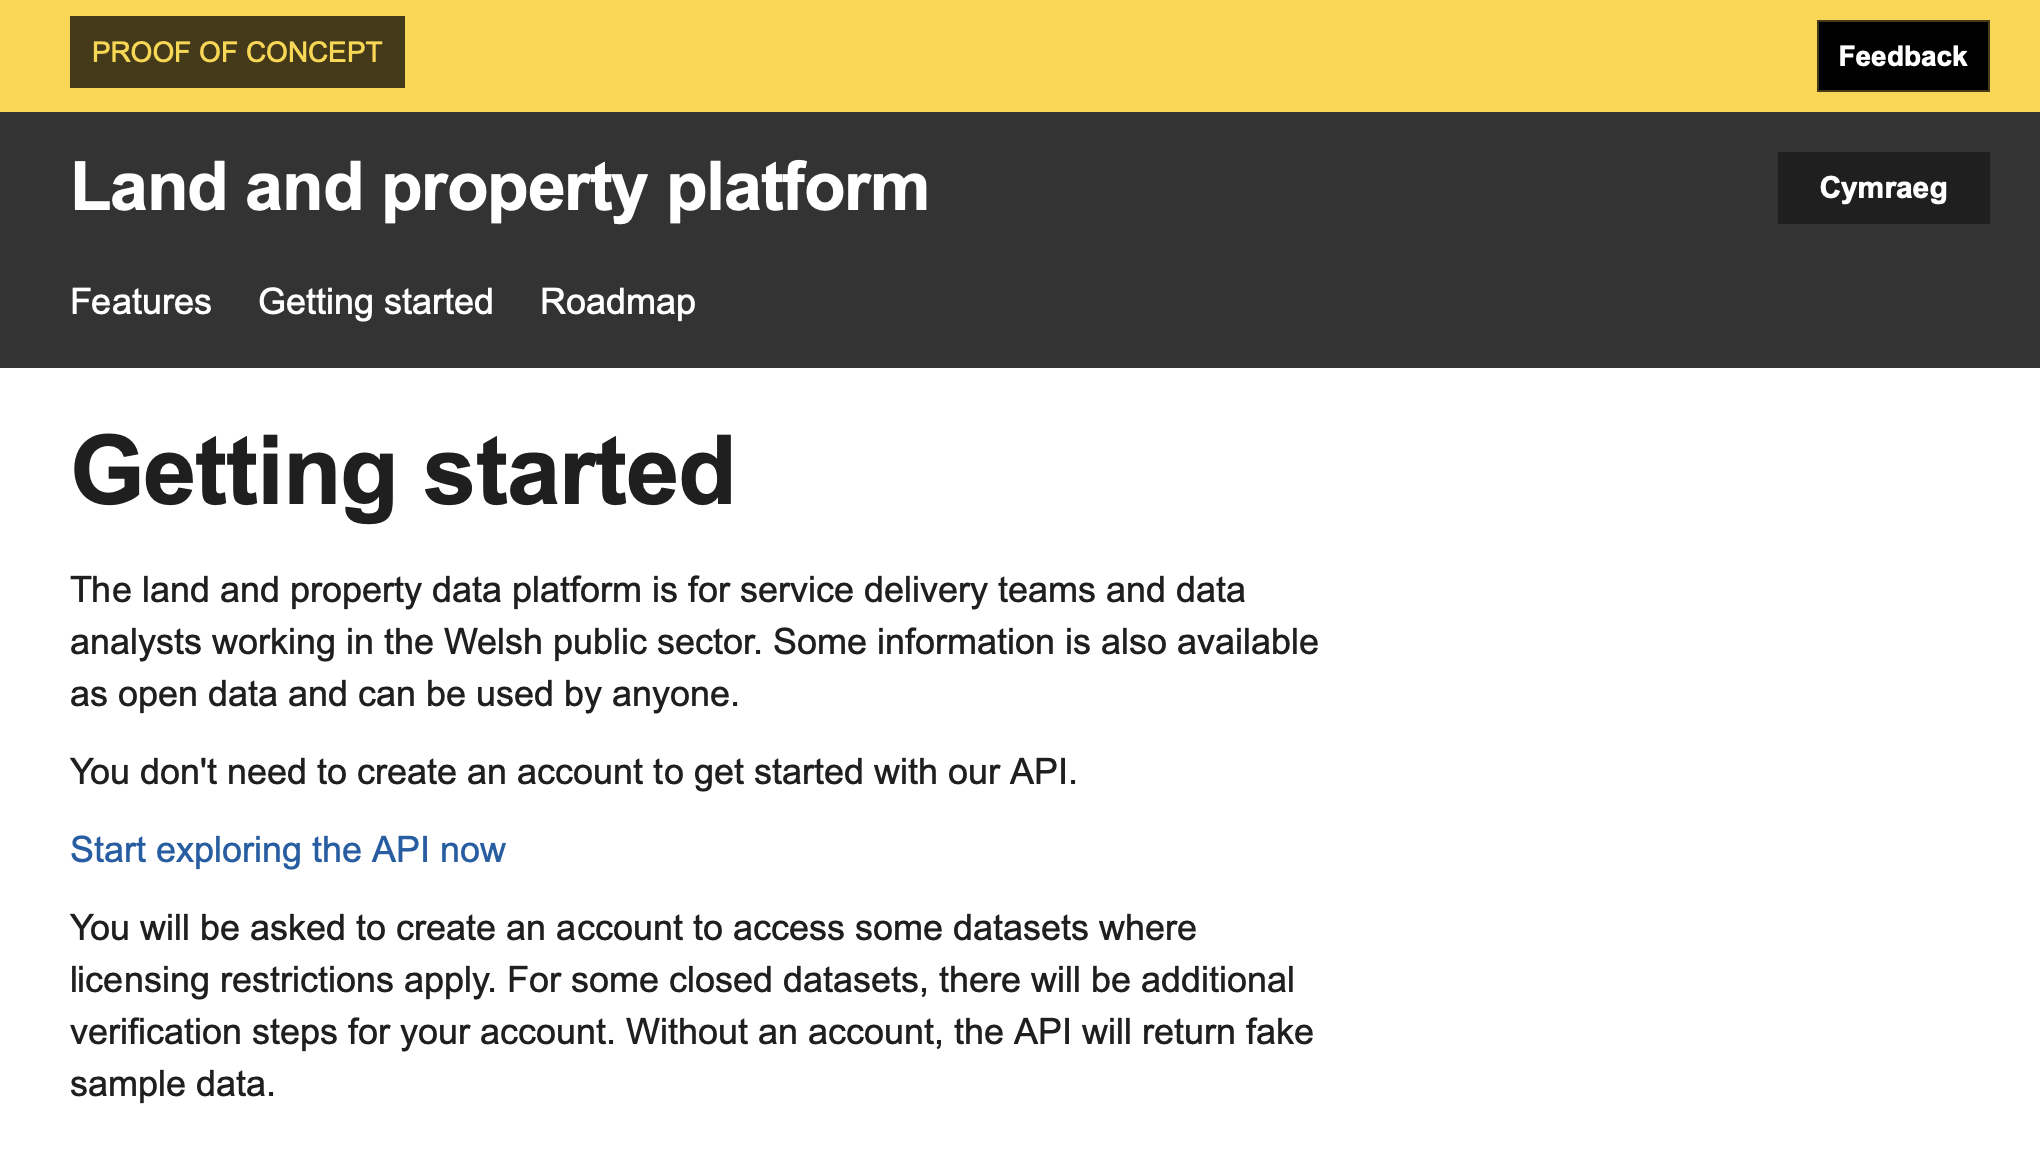 PROOF OF CONCEPT
Feedback
Land and property platform
Cymraeg
Features Getting started Roadmap
Getting started
The land and property data platform is for service delivery teams and data
analysts working in the Welsh public sector. Some information is also available
as open data and can be used by anyone.
You don't need to create an account to get started with our API.
Start exploring the API now
You will be asked to create an account to access some datasets where
licensing restrictions apply. For some closed datasets, there will be additional
verification steps for your account. Without an account, the API will return fake
sample data.